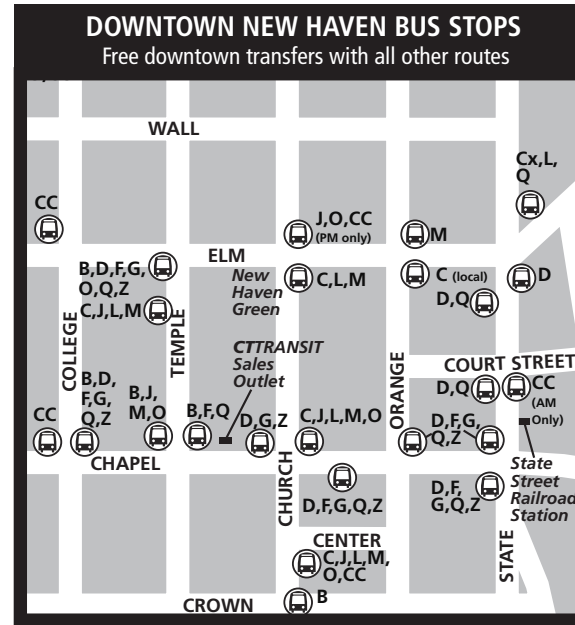 DOWNTOWN NEW HAVEN BUS STOPS
Free downtown transfers with all other routes
WALL
Cx,L,
Q
CC
J,O,CC
(PM only)
M
ELM
B,D,F,G,
O,Q,Z
New
Haven
Green
C,L,M
C (local)
D
D,Q
C,J,L,M
COLLEGE
TEMPLE
CTTRANSIT
Sales
Outlet
ORANGE
COURT STREET
B,D,
F,G,
Q,Z
B,J,
M,O
D,Q
CC
(AM
Only)
CC
B,F,Q
D,G,Z
C,J,L,M,O
D,F,G,
Q,Z
CHAPEL
CHURCH
D,F,G,Q,Z
D,F,
G,Q,Z
State
Street
Railroad
Station
STATE
CENTER
C,J,L,M,
O,CC
B
CROWN